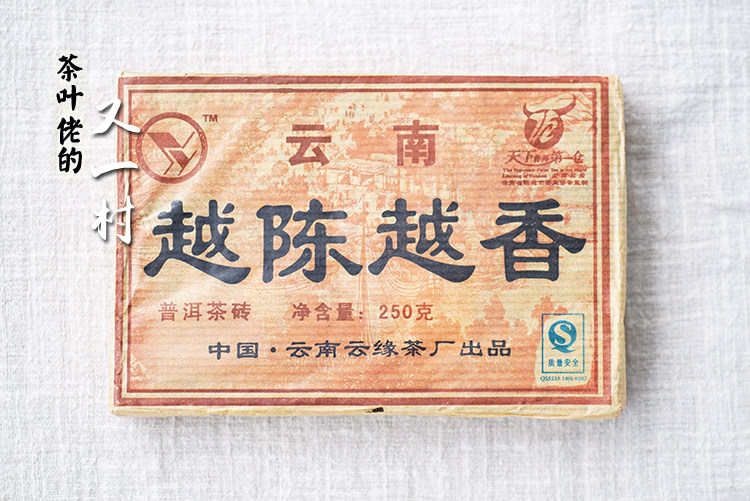 茶叶佬的
又一村
TM
云南
天下普洱第一仓
越陈越香
普洱茶砖 净含量：250克
中国·云南云缘茶厂出品
质量安全